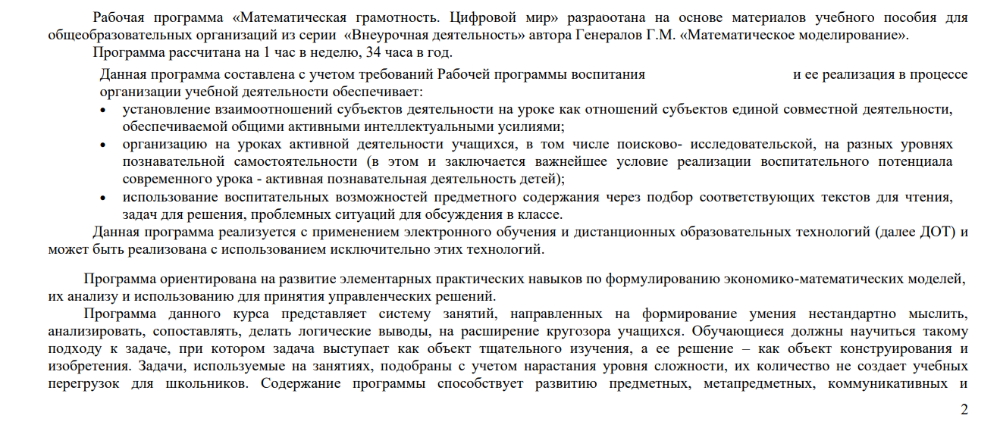 Рабочая программа «Математическая грамотность. Цифровой мир» разработана на основе материалов учебного пособия для
общеобразовательных организаций из серии «Внеурочная деятельность» автора Генералов Г.М. «Математическое моделирование».
Программа рассчитана на 1 час в неделю, 34 часа в год.
Данная программа составлена с учетом требований Рабочей программы воспитания и ее реализация в процессе
организации учебной деятельности обеспечивает:
• установление взаимоотношений субъектов деятельности на уроке как отношений субъектов единой совместной деятельности,
обеспечиваемой общими активными интеллектуальными усилиями;
• организацию на уроках активной деятельности учащихся, в том числе поисково- исследовательской, на разных уровнях
познавательной самостоятельности (в этом и заключается важнейшее условие реализации воспитательного потенциала
современного урока - активная познавательная деятельность детей);
• использование воспитательных возможностей предметного содержания через подбор соответствующих текстов для чтения,
задач для решения, проблемных ситуаций для обсуждения в классе.
Данная программа реализуется с применением электронного обучения и дистанционных образовательных технологий (далее ДОТ) и
может быть реализована с использованием исключительно этих технологий.
Программа ориентирована на развитие элементарных практических навыков по формулированию экономико-математических моделей,
их анализу и использованию для принятия управленческих решений.
Программа данного курса представляет систему занятий, направленных на формирование умения нестандартно мыслить,
анализировать, сопоставлять, делать логические выводы, на расширение кругозора учащихся. Обучающиеся должны научиться такому
подходу к задаче, при котором задача выступает как объект тщательного изучения, а ее решение – как объект конструирования и
изобретения. Задачи, используемые на занятиях, подобраны с учетом нарастания уровня сложности, их количество не создает учебных
перегрузок для школьников. Содержание программы способствует развитию предметных, метапредметных, коммуникативных и
2